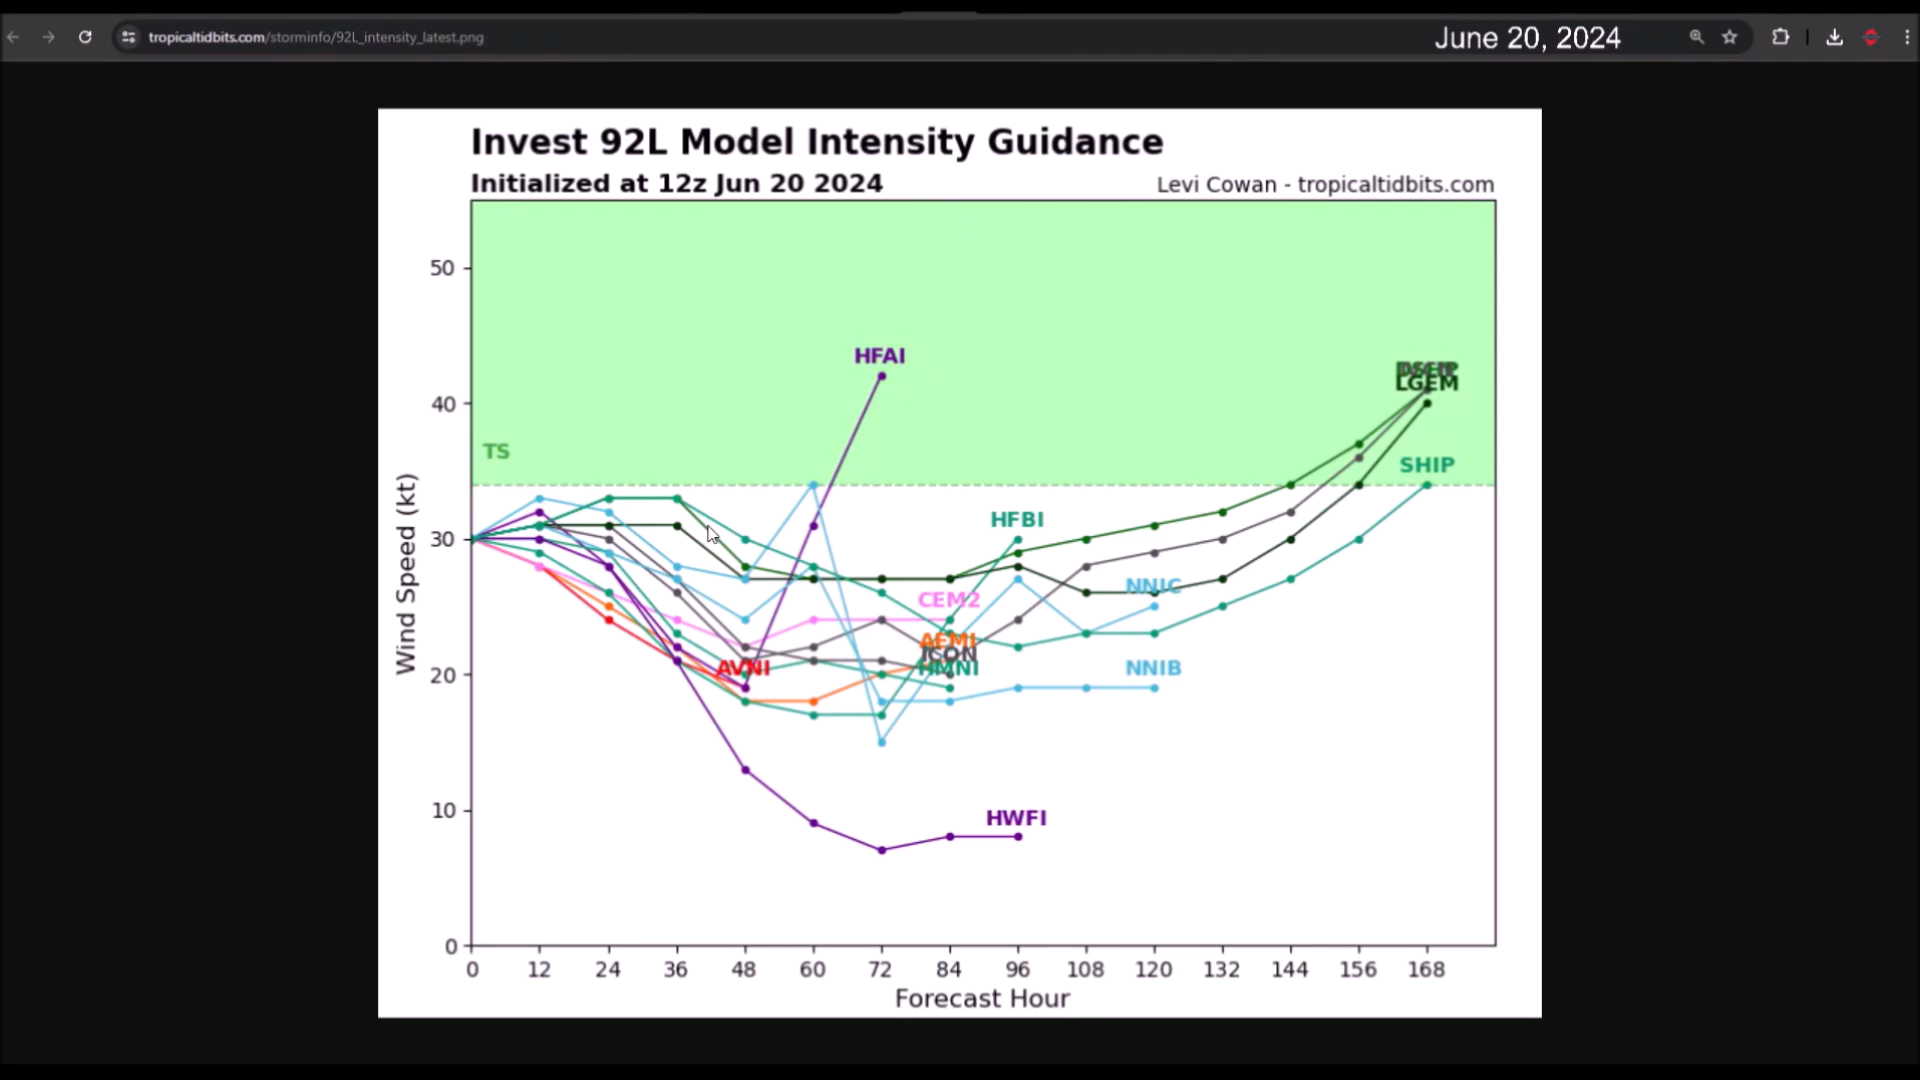 tropicaltidbits.com/storminfo/92L_intensity_latest.png
June 20, 2024
Invest 92L Model Intensity Guidance
Initialized at 12z Jun 20 2024
Levi Cowan - tropicaltidbits.com
50
HFAI
LGEM
40
TS
SHIP
HFBI
30
NNIC
CEM2
AEMI
ICON
AVNI
HMNI
NNIB
20
HWFI
10
0
0 12 24 36 48 60 72 84 96 108 120 132 144 156 168
Wind Speed (kt)
Forecast Hour